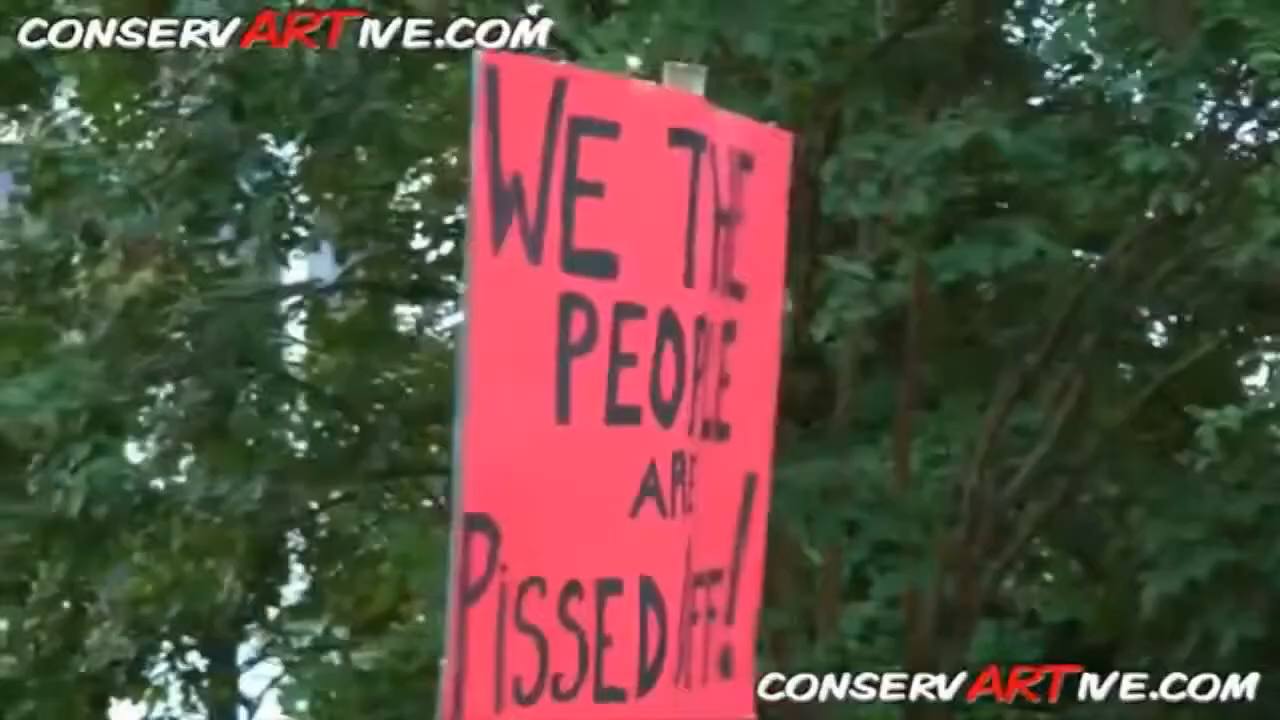 CONSERVARTIVE.COM
WE THE
PEOPLE
ARE
PiSSED OFF!
CONSERVARTIVE.COM